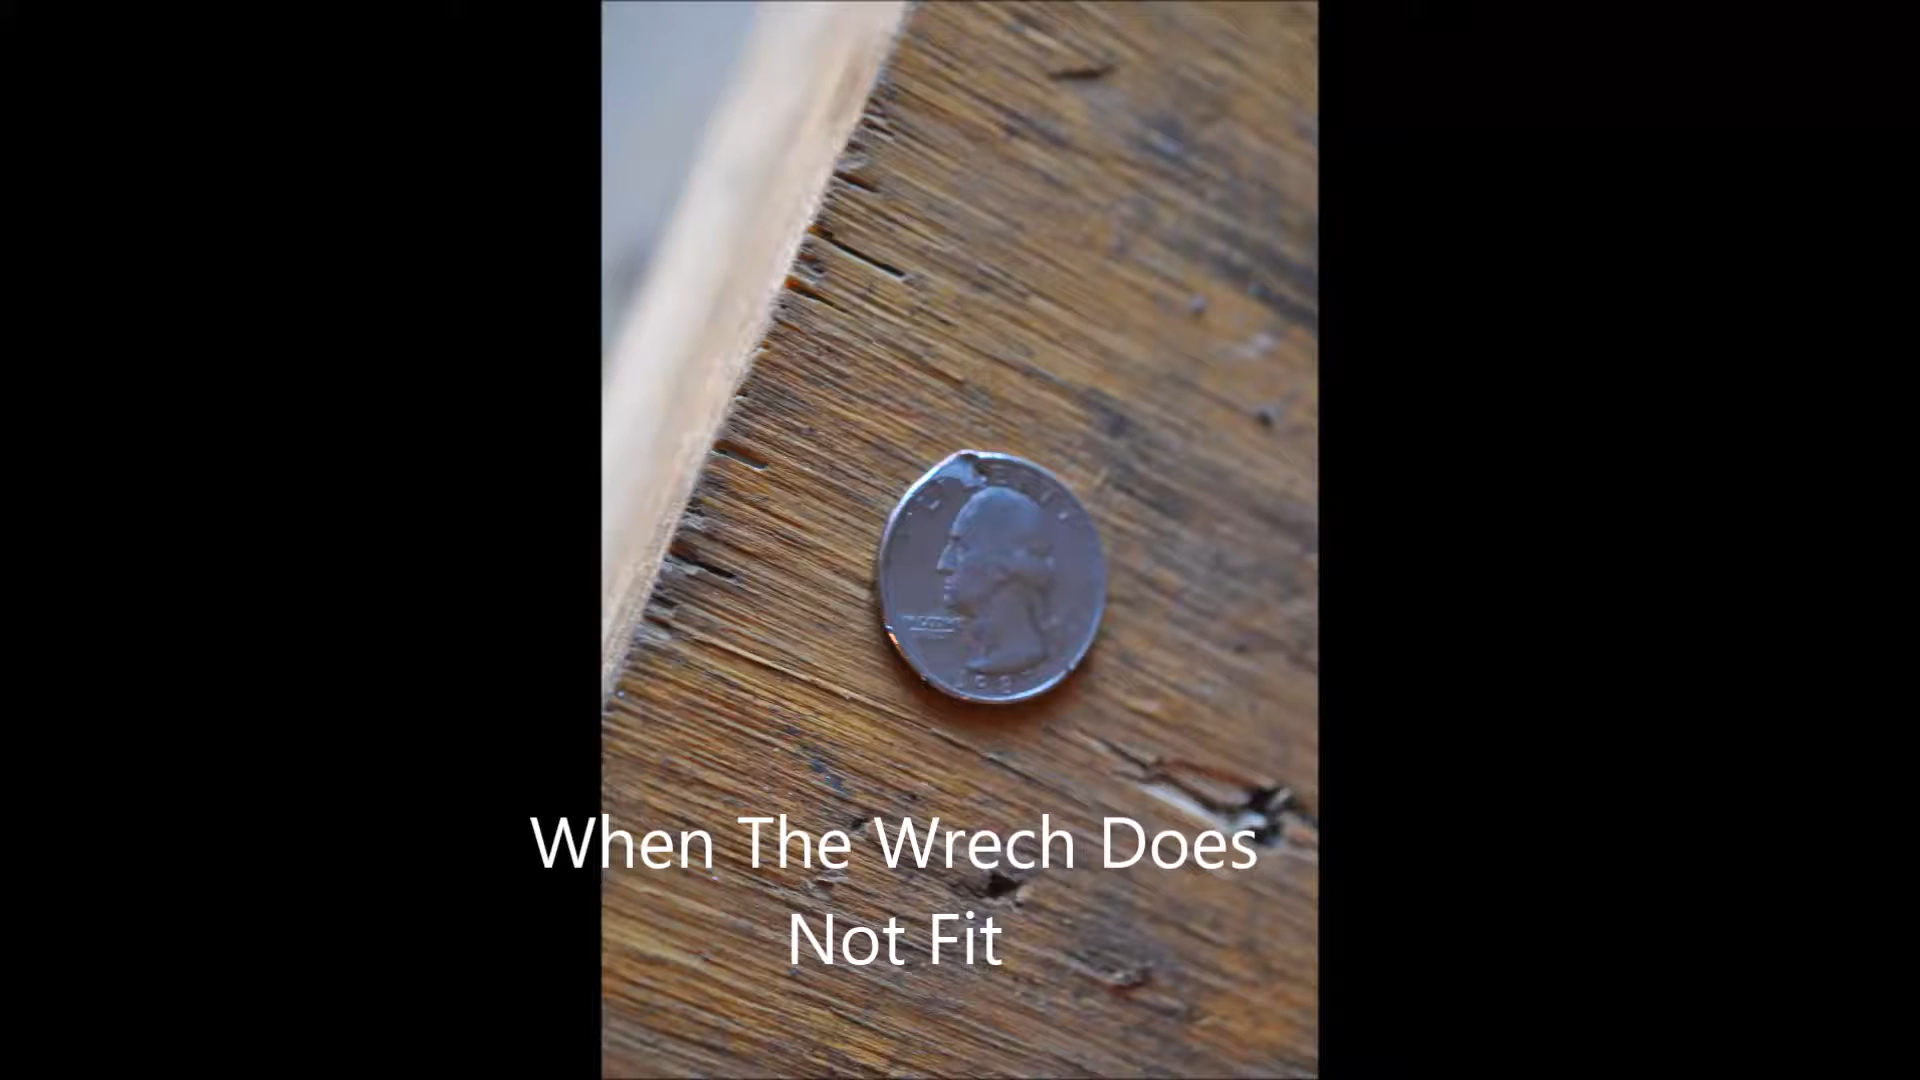 When The Wrech Does
Not Fit